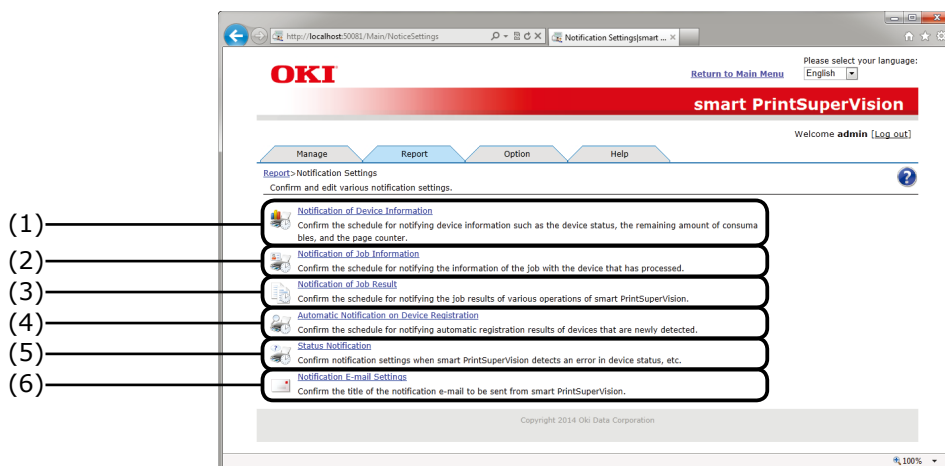 http://localhost:50081/Main/NoticeSettings
Notification Settings|smart ...
OKI
Return to Main Menu
Please select your language:
English
smart PrintSuperVision
Welcome admin [Log out]
Manage
Report
Option
Help
Report>Notification Settings
Confirm and edit various notification settings.
(1)
Notification of Device Information
Confirm the schedule for notifying device information such as the device status, the remaining amount of consuma
bles, and the page counter.
(2)
Notification of Job Information
Confirm the schedule for notifying the information of the job with the device that has processed.
(3)
Notification of Job Result
Confirm the schedule for notifying the job results of various operations of smart PrintSuperVision.
(4)
Automatic Notification on Device Registration
Confirm the schedule for notifying automatic registration results of devices that are newly detected.
(5)
Status Notification
Confirm notification settings when smart PrintSuperVision detects an error in device status, etc.
(6)
Notification E-mail Settings
Confirm the title of the notification e-mail to be sent from smart PrintSuperVision.
Copyright 2014 Oki Data Corporation
100%